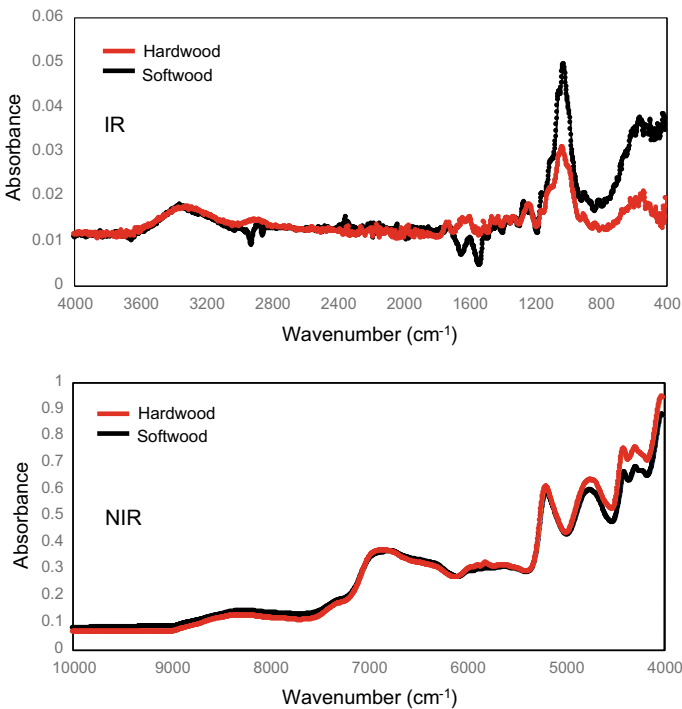 0.06
0.05
0.04
0.03
0.02
0.01
0
Absorbance
Hardwood
Softwood
IR
4000 3600 3200 2800 2400 2000 1600 1200 800 400
Wavenumber (cm-1)
1
0.9
0.8
0.7
0.6
0.5
0.4
0.3
0.2
0.1
0
Absorbance
Hardwood
Softwood
NIR
10000 9000 8000 7000 6000 5000 4000
Wavenumber (cm-1)